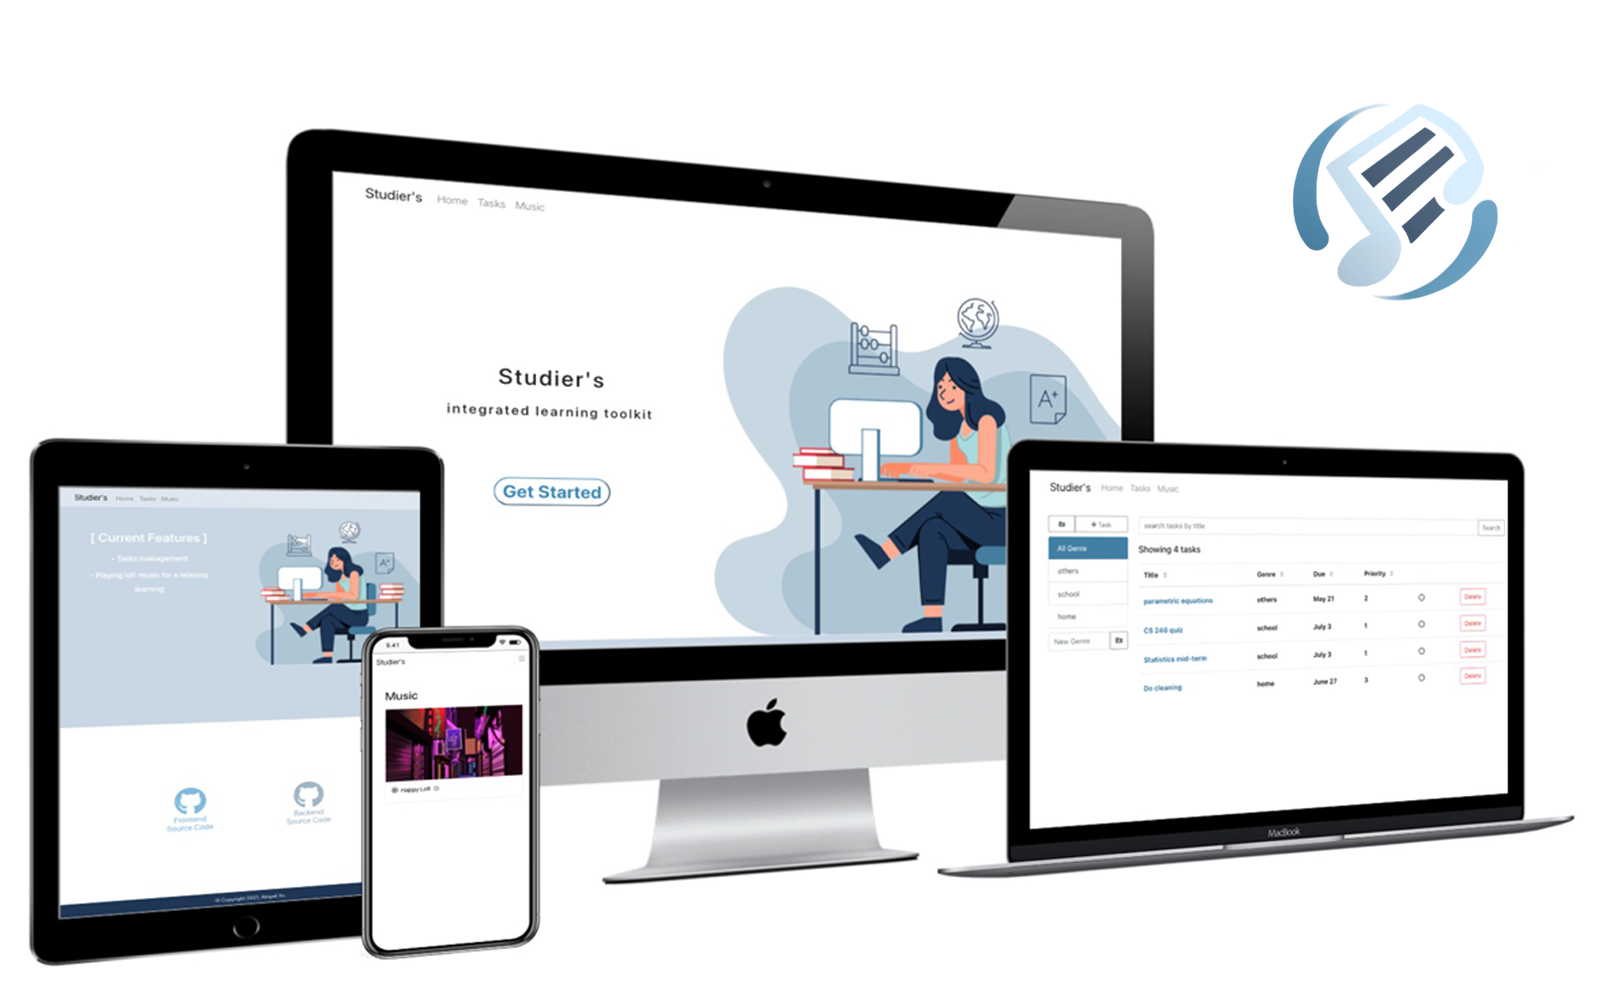 Studier's Home Tasks Music
Studier's
integrated learning toolkit
Get Started
A+
Studier's Home Tasks Music
[ Current Features ]
- Tasks management
- Playing lofi music for a relaxing
learning
A+
Frontend
Source Code
Backend
Source Code
© Copyright 2021,
9:41
Studier's
Music
Happy Lofi
Studier's Home Tasks Music
+ Task
search tasks by title
Search
All Genre
others
school
home
New Genre
Showing 4 tasks
Title Genre Due Priority
parametric equations others May 21 2 Delete
CS 246 quiz school July 3 1 Delete
Statistics mid-term school July 3 1 Delete
Do cleaning home June 27 3 Delete
MacBook